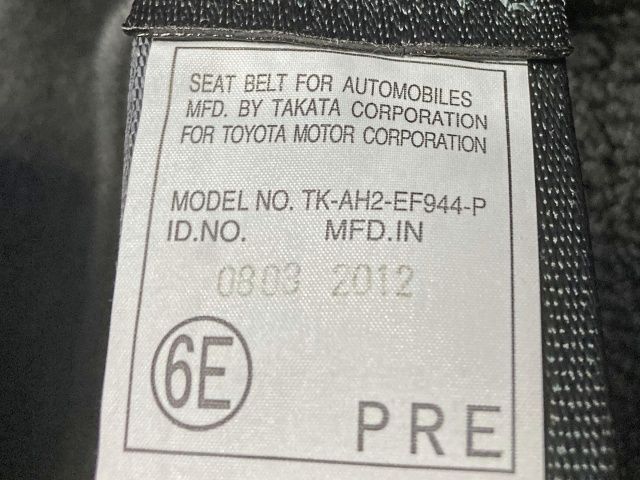 SEAT BELT FOR AUTOMOBILES
MFD. BY TAKATA CORPORATION
FOR TOYOTA MOTOR CORPORATION
MODEL NO. TK-AH2-EF944-P
ID.NO. MFD.IN
0803 2012
6E
PRE